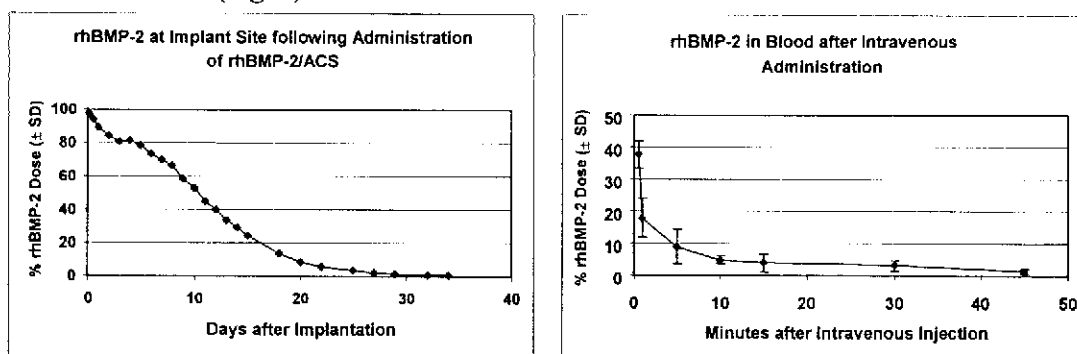 rhBMP-2 at Implant Site following Administration
of rhBMP-2/ACS
% rhBMP-2 Dose (± SD)
100
80
60
40
20
0
0 10 20 30 40
Days after Implantation
rhBMP-2 in Blood after Intravenous
Administration
% rhBMP-2 Dose (± SD)
50
40
30
20
10
0
0 10 20 30 40 50
Minutes after Intravenous Injection